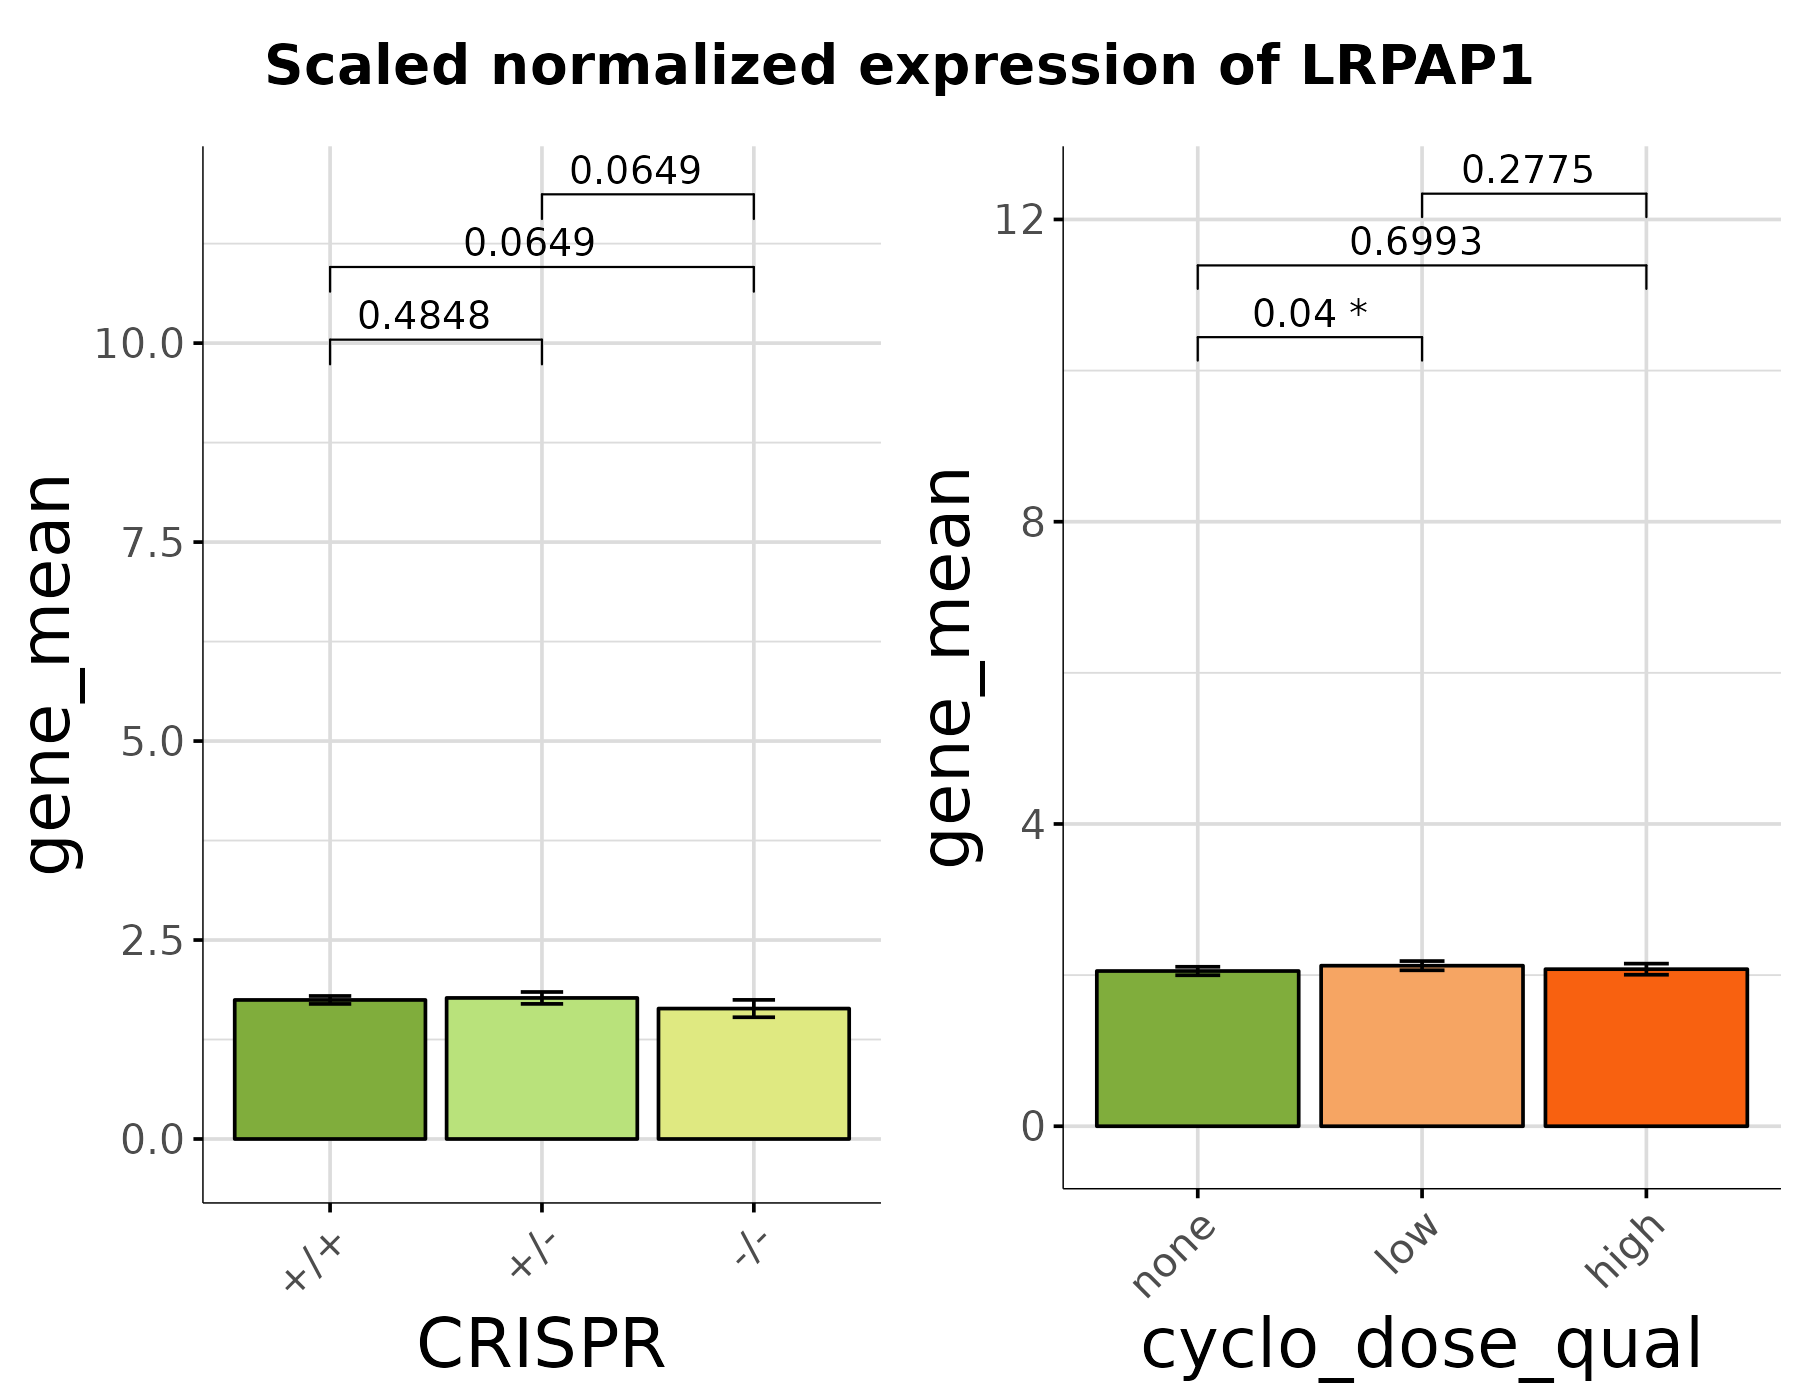 Scaled normalized expression of LRPAP1
gene_mean
10.0
7.5
5.0
2.5
0.0
0.0649
0.0649
0.4848
+/+
+/-
-/-
CRISPR
gene_mean
12
8
4
0
0.2775
0.6993
0.04 *
none
low
high
cyclo_dose_qual